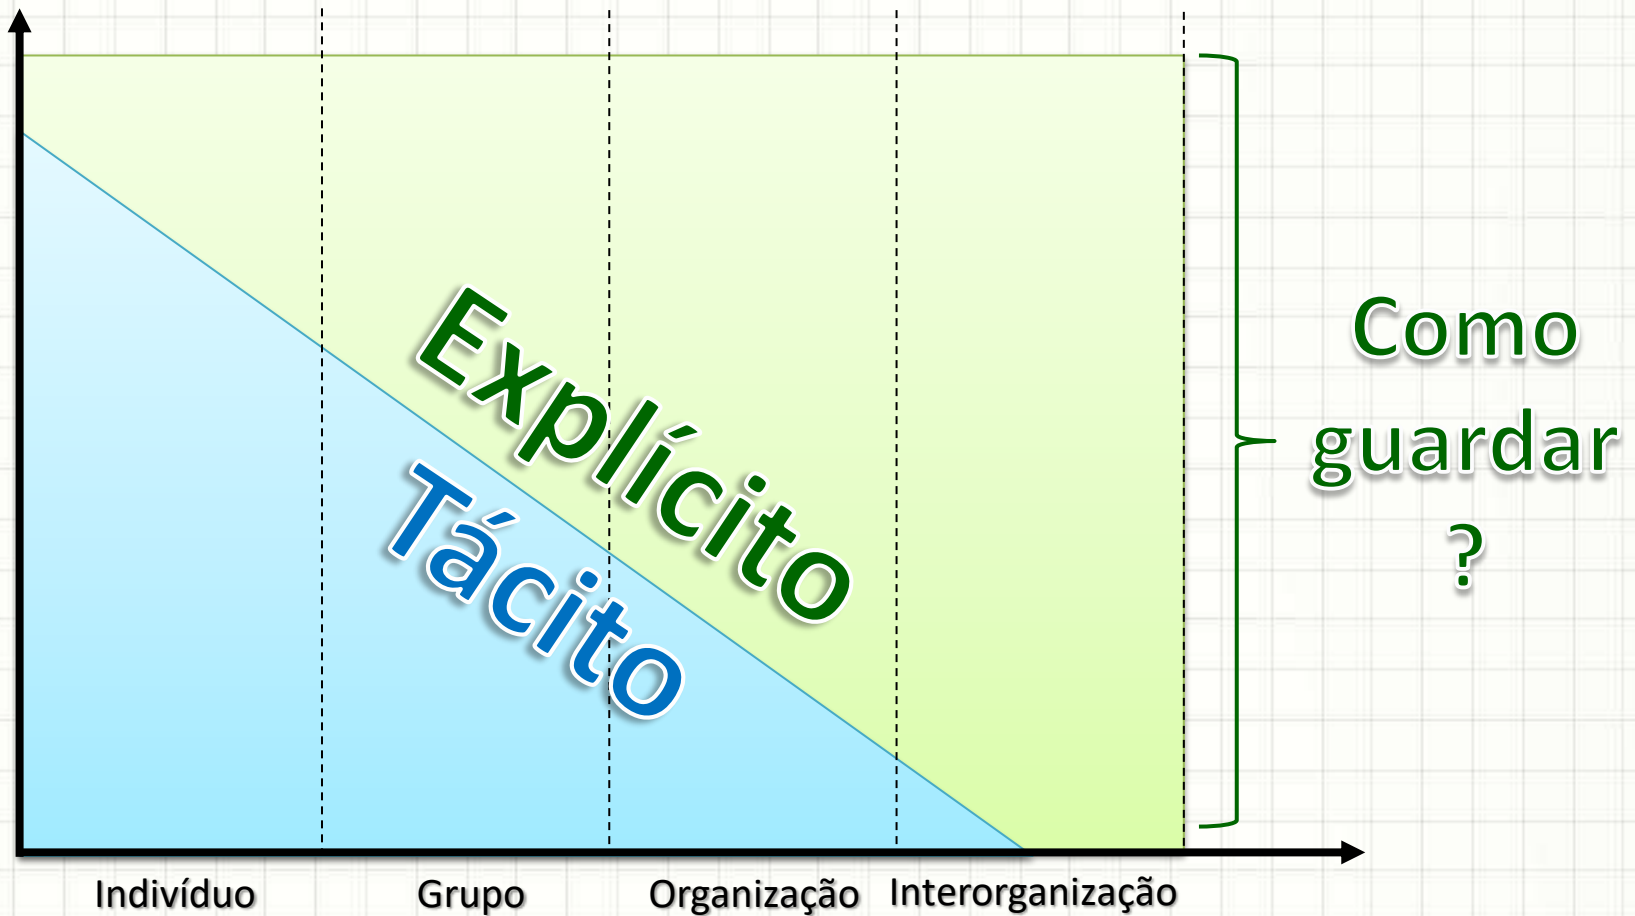 Explícito
Tácito
Como
guardar
?
Indivíduo
Grupo
Organização
Interorganização